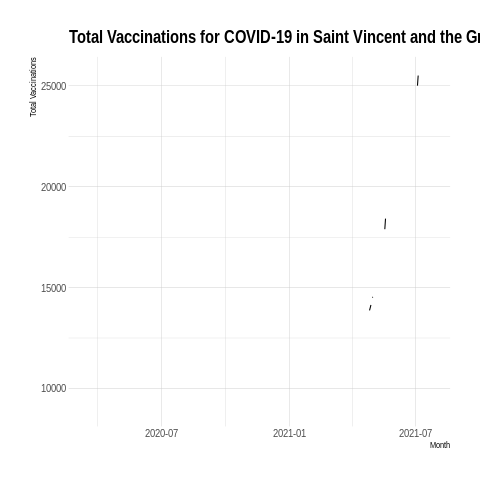 Total Vaccinations for COVID-19 in Saint Vincent and the Gr
Total Vaccinations
25000
20000
15000
10000
2020-07
2021-01
2021-07
Month